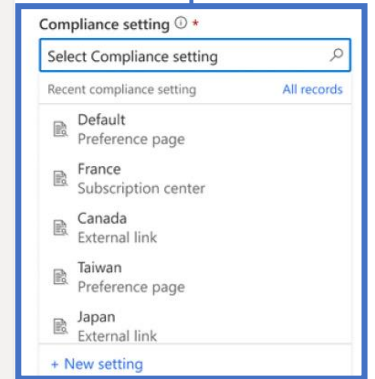 Compliance setting ⓘ *
Select Compliance setting
Recent compliance setting All records
Default
Preference page
France
Subscription center
Canada
External link
Taiwan
Preference page
Japan
External link
+ New setting